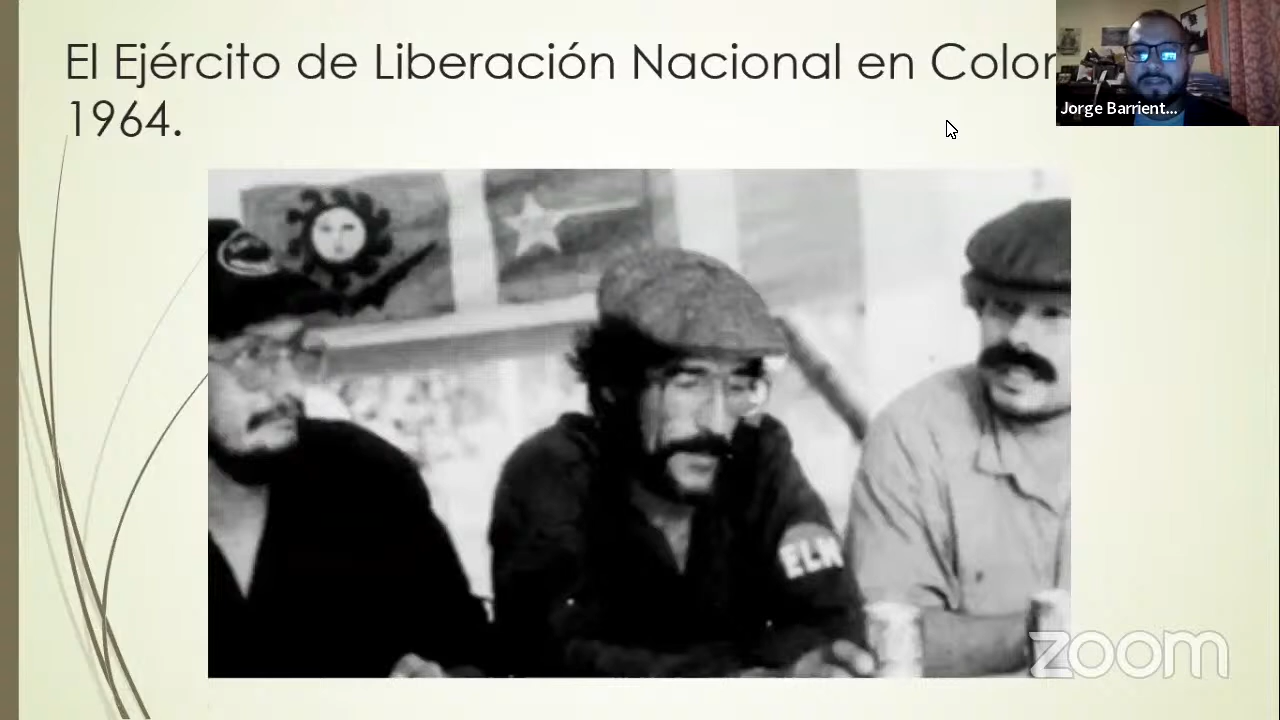 El Ejército de Liberación Nacional en Color
1964.
Jorge Barrient...
ELN
zoom